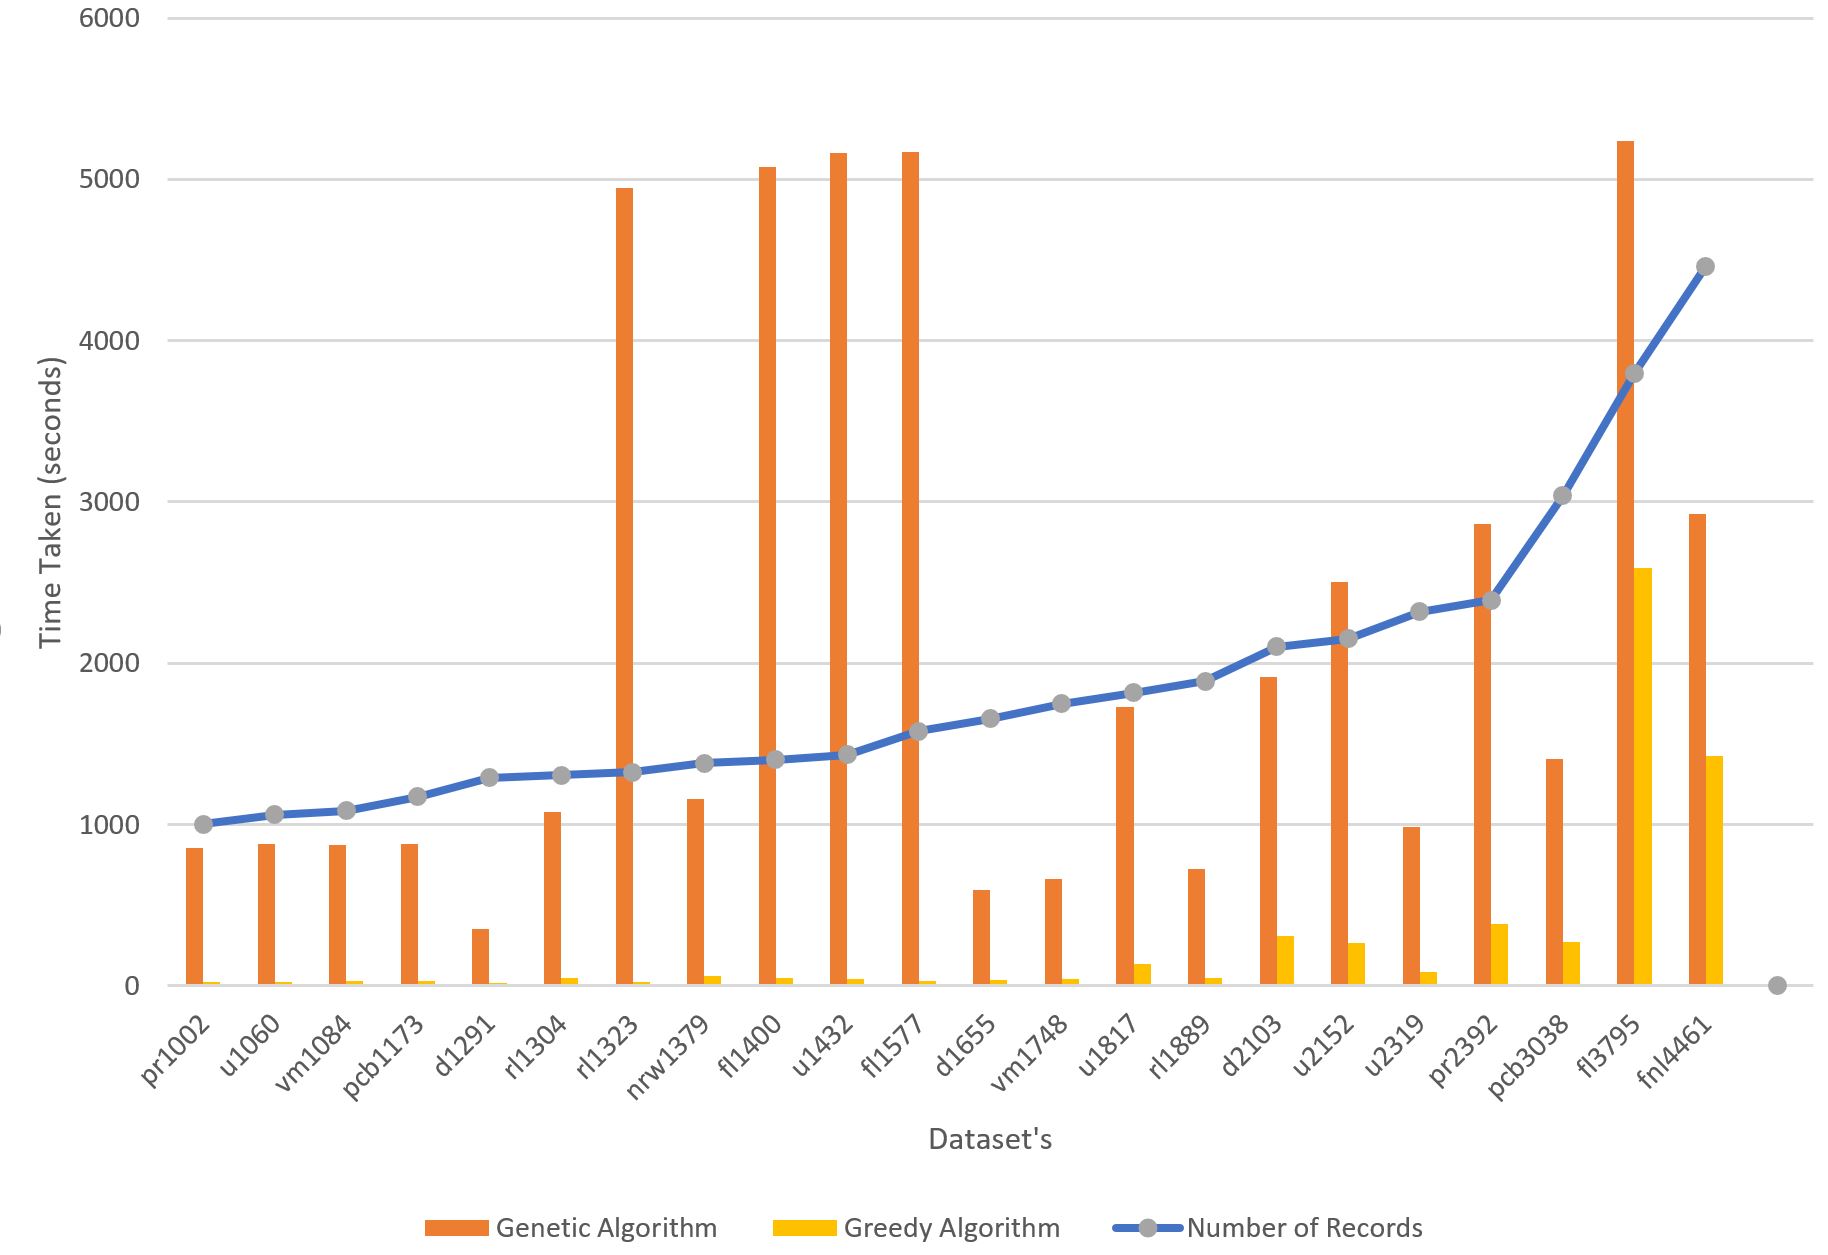 6000
5000
4000
3000
2000
1000
0
Time Taken (seconds)
pr1002
u1060
vm1084
pcb1173
d1291
rl1304
rl1323
nrw1379
fl1400
u1432
fl1577
d1655
vm1748
u1817
rl1889
d2103
u2152
u2319
pr2392
pcb3038
fl3795
fnl4461
Dataset's
Genetic Algorithm
Greedy Algorithm
Number of Records